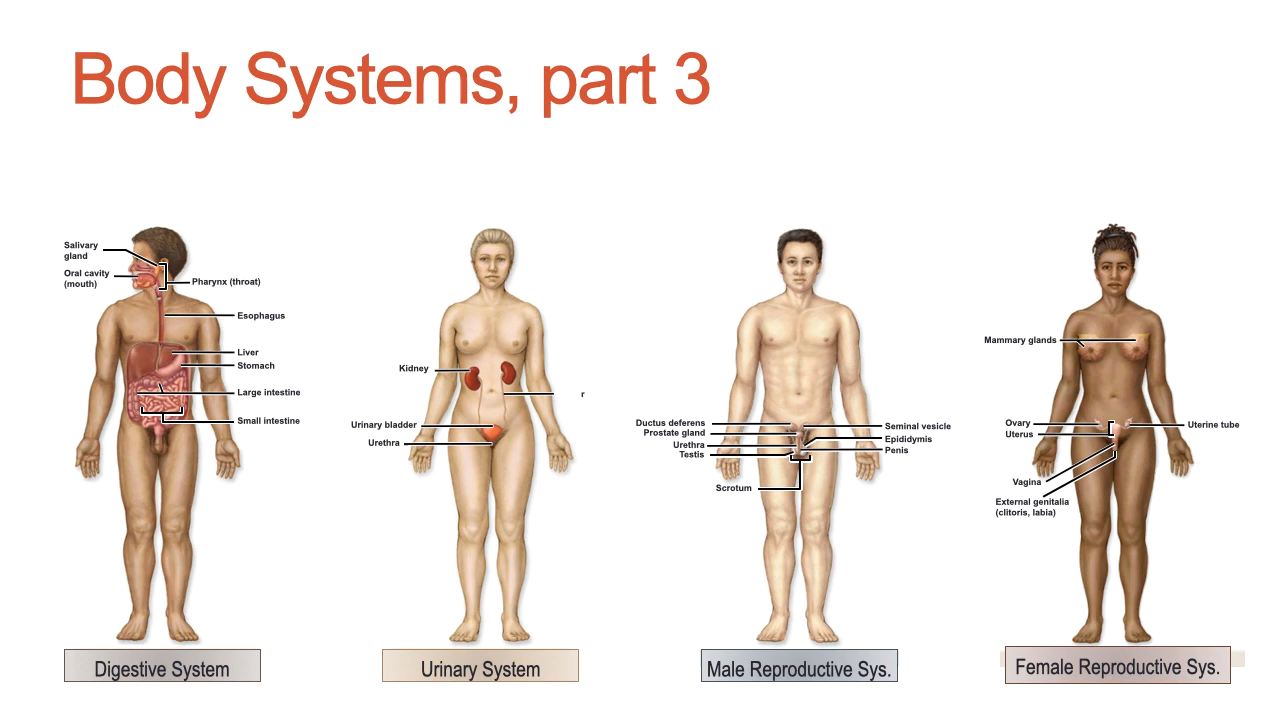 Body Systems, part 3
Salivary
gland
Oral cavity
(mouth)
Pharynx (throat)
Esophagus
Liver
Stomach
Large intestine
Small intestine
Digestive System
Kidney
r
Urinary bladder
Urethra
Urinary System
Ductus deferens
Prostate gland
Urethra
Testis
Scrotum
Seminal vesicle
Epididymis
Penis
Male Reproductive Sys.
Mammary glands
Ovary
Uterus
Uterine tube
Vagina
External genitalia
(clitoris, labia)
Female Reproductive Sys.